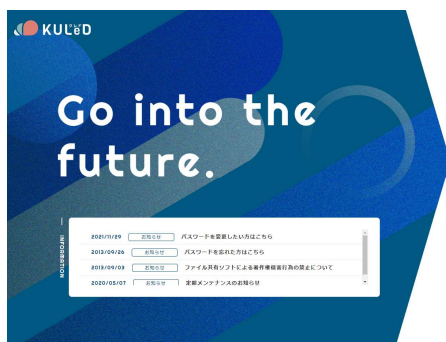 KULeD
クレド
Go into the
future.
INFORMATION
2021/11/29 お知らせ パスワードを変更したい方はこちら
2013/09/26 お知らせ パスワードを忘れた方はこちら
2013/09/03 お知らせ ファイル共有ソフトによる著作権侵害行為の禁止について
2020/05/07 お知らせ 定期メンテナンスのお知らせ